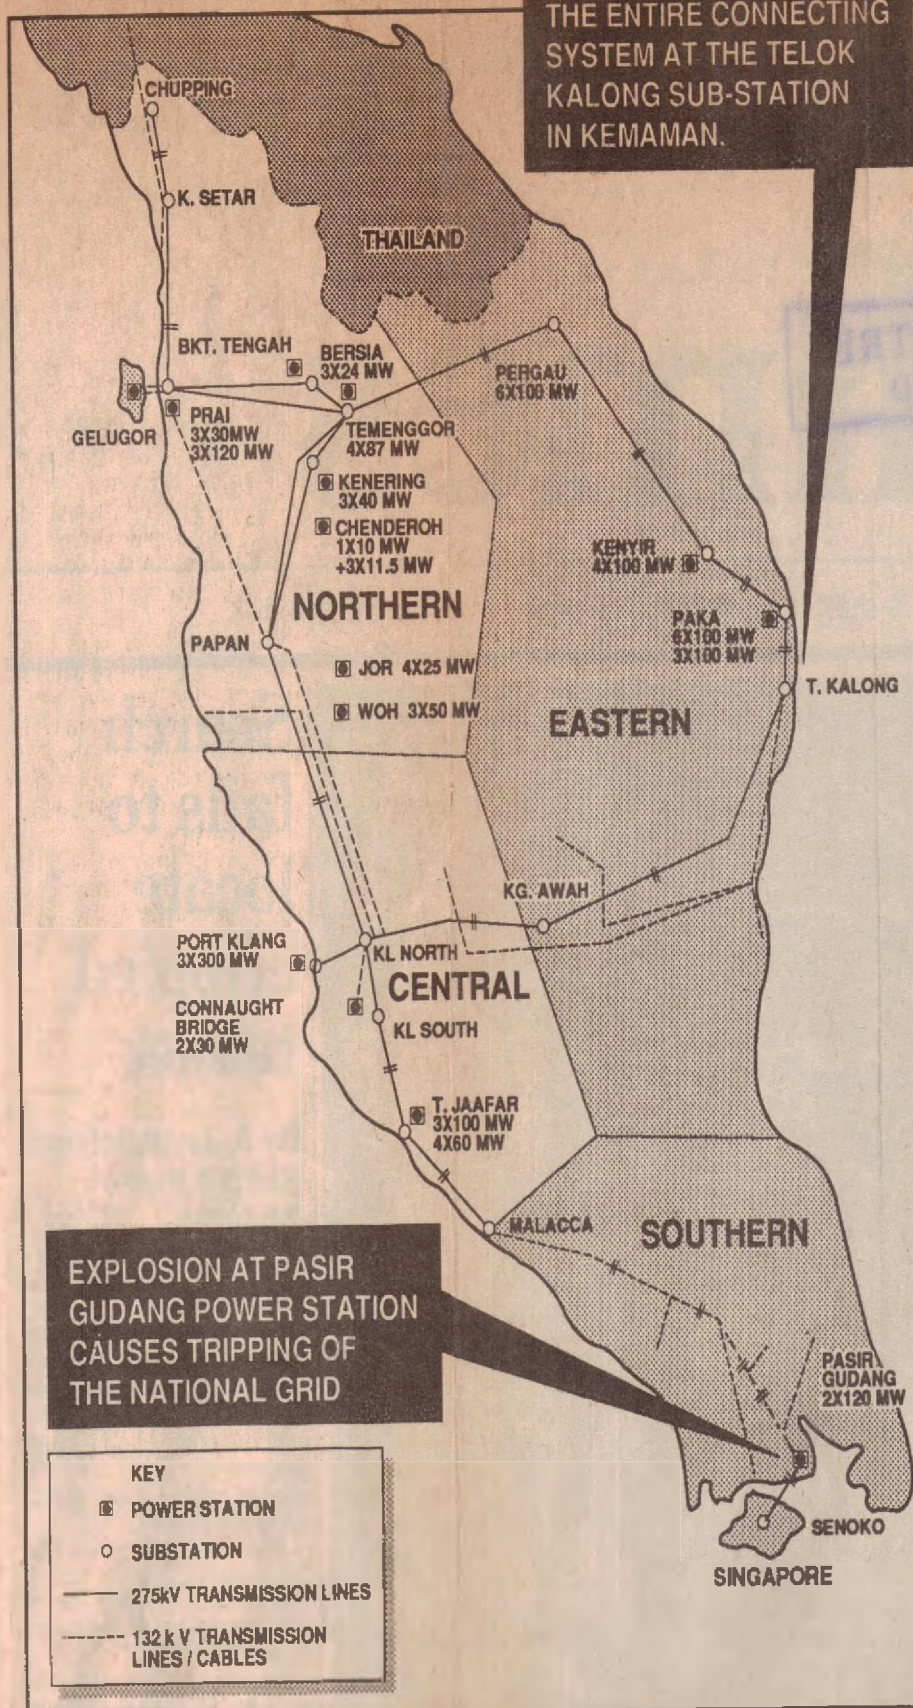 THE ENTIRE CONNECTING
SYSTEM AT THE TELOK
KALONG SUB-STATION
IN KEMAMAN.
CHUPPING
K. SETAR
THAILAND
BKT. TENGAH
BERSIA
3X24 MW
PERGAU
6X100 MW
GELUGOR
PRAI
3X30MW
3X120 MW
TEMENGGOR
4X87 MW
KENERING
3X40 MW
CHENDEROH
1X10 MW
+3X11.5 MW
KENYIR
4X100 MW
NORTHERN
PAPAN
PAKA
6X100 MW
3X100 MW
JOR 4X25 MW
T. KALONG
WOH 3X50 MW
EASTERN
KG. AWAH
PORT KLANG
3X300 MW
KL NORTH
CENTRAL
CONNAUGHT
BRIDGE
2X30 MW
KL SOUTH
T. JAAFAR
3X100 MW
4X60 MW
MALACCA
SOUTHERN
EXPLOSION AT PASIR
GUDANG POWER STATION
CAUSES TRIPPING OF
THE NATIONAL GRID
PASIR
GUDANG
2X120 MW
KEY
POWER STATION
SUBSTATION
275kV TRANSMISSION LINES
132 k V TRANSMISSION
LINES / CABLES
SENOKO
SINGAPORE